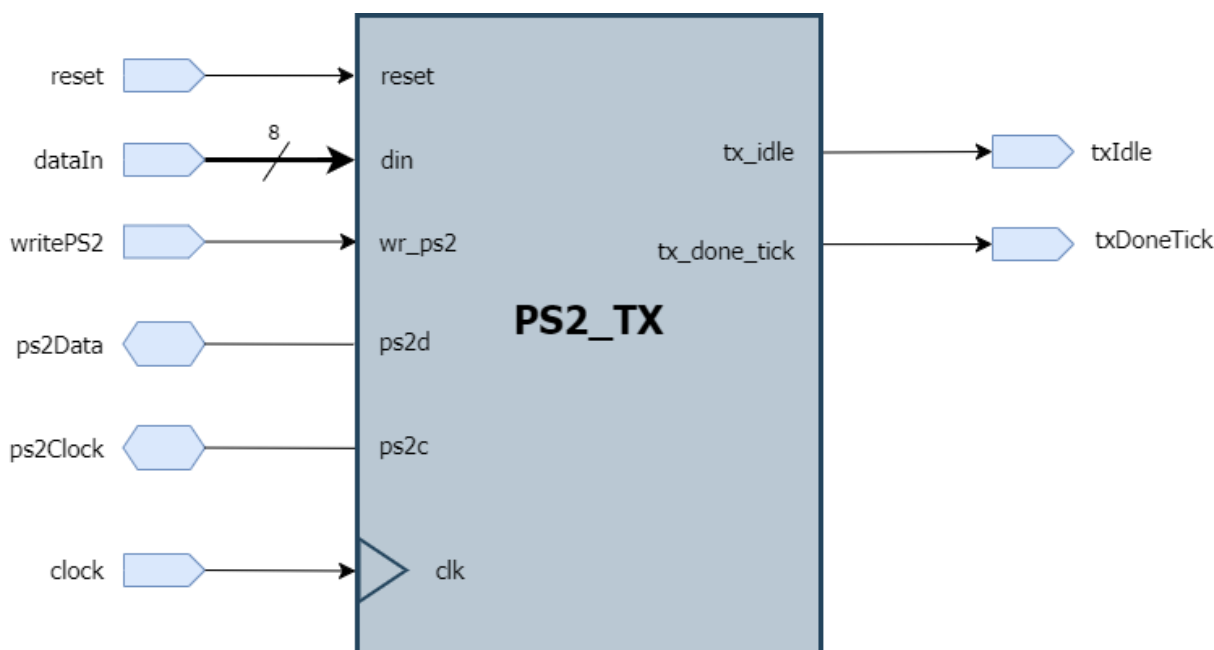 reset
reset
dataIn
8
din
tx_idle
txIdle
writePS2
wr_ps2
tx_done_tick
txDoneTick
PS2_TX
ps2Data
ps2d
ps2Clock
ps2c
clock
clk